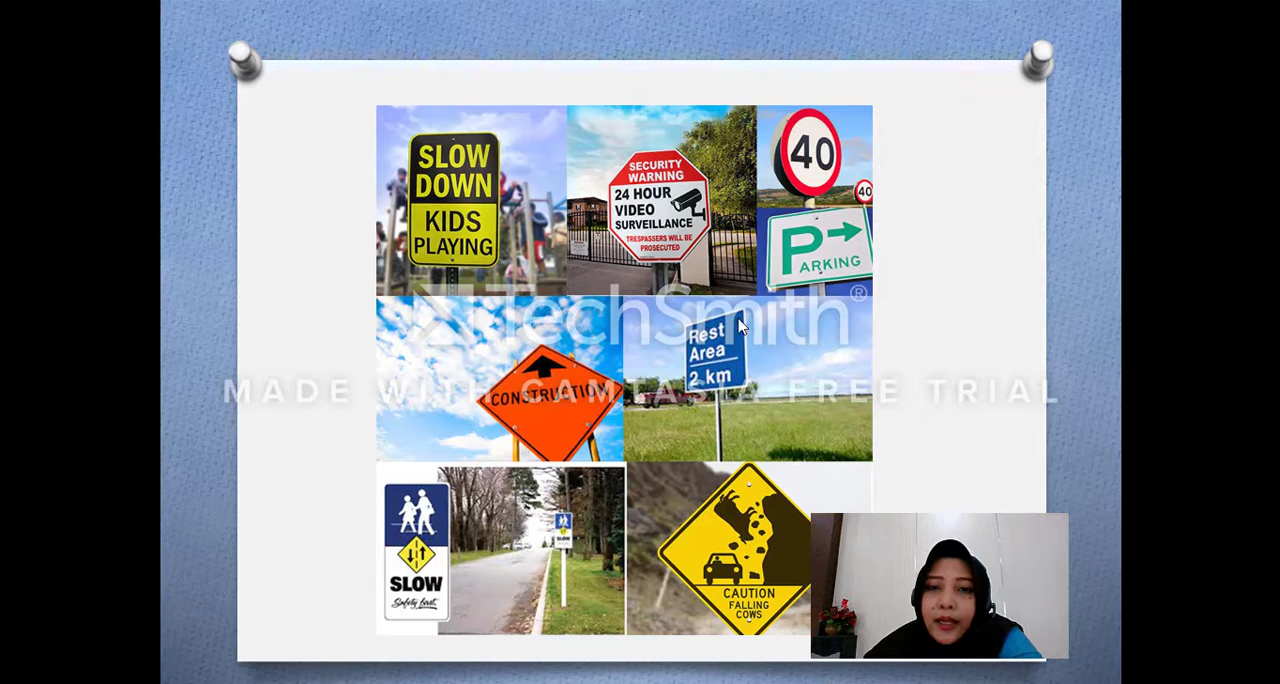 SLOW
DOWN
KIDS
PLAYING
SECURITY
WARNING
24 HOUR
VIDEO
SURVEILLANCE
TRESPASSERS WILL BE
PROSECUTED
40
40
PARKING
TechSmith®
MADE WITH CAMTASIA FREE TRIAL
CONSTRUCTION
Rest
Area
2 km
SLOW
Safety first.
SLOW
CAUTION
FALLING
COWS